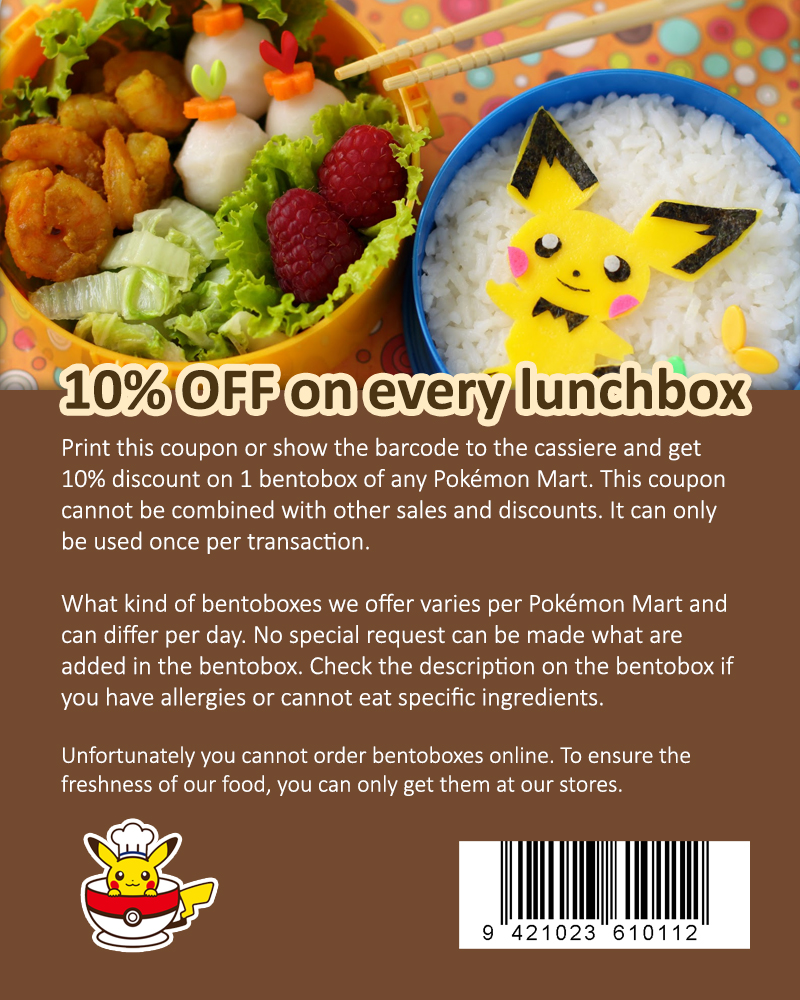 10% OFF on every lunchbox
Print this coupon or show the barcode to the cassiere and get
10% discount on 1 bentobox of any Pokémon Mart. This coupon
cannot be combined with other sales and discounts. It can only
be used once per transaction.
What kind of bentoboxes we offer varies per Pokémon Mart and
can differ per day. No special request can be made what are
added in the bentobox. Check the description on the bentobox if
you have allergies or cannot eat specific ingredients.
Unfortunately you cannot order bentoboxes online. To ensure the
freshness of our food, you can only get them at our stores.
9 421023 610112